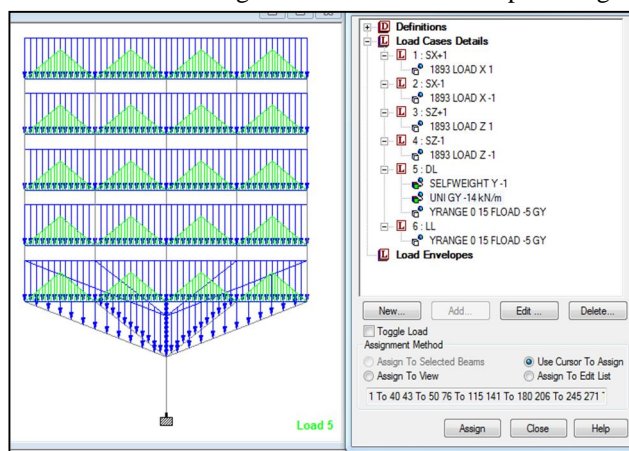 Load 5
Definitions
Load Cases Details
1 : SX+1
1893 LOAD X 1
2 : SX-1
1893 LOAD X -1
3 : SZ+1
1893 LOAD Z 1
4 : SZ-1
1893 LOAD Z -1
5 : DL
SELFWEIGHT Y -1
UNI GY -14 kN/m
YRANGE 0 15 FLOAD -5 GY
6 : LL
YRANGE 0 15 FLOAD -5 GY
Load Envelopes
New... Add... Edit ... Delete...
Toggle Load
Assignment Method
Assign To Selected Beams Use Cursor To Assign
Assign To View Assign To Edit List
1 To 40 43 To 50 76 To 115 141 To 180 206 To 245 271
Assign Close Help